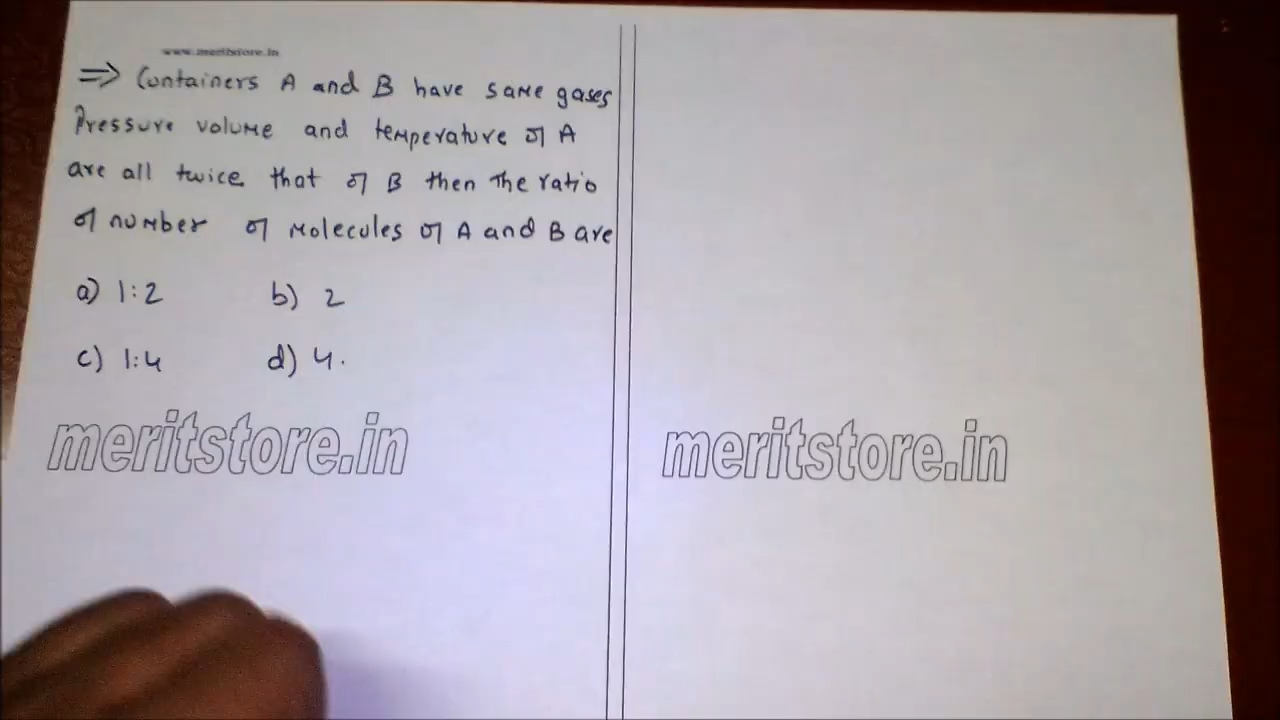 www.meritstore.in
⇒ Containers A and B have same gases
Pressure volume and temperature of A
are all twice that of B then the ratio
of number of molecules of A and B are
a) 1:2 b) 2
c) 1:4 d) 4.
meritstore.in
meritstore.in